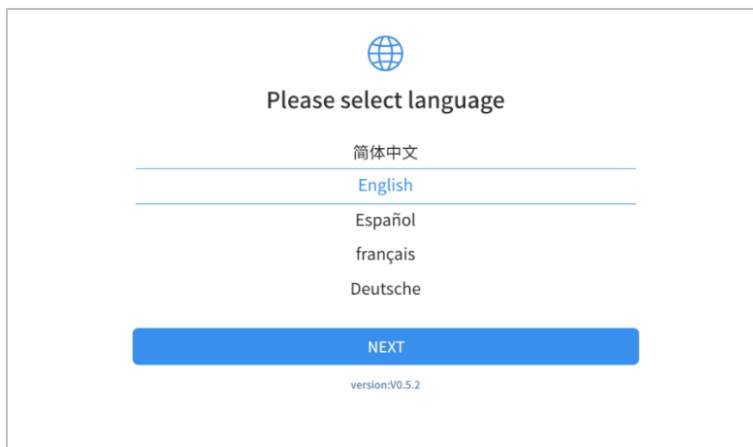 Please select language
简体中文
English
Español
français
Deutsche
NEXT
version:V0.5.2